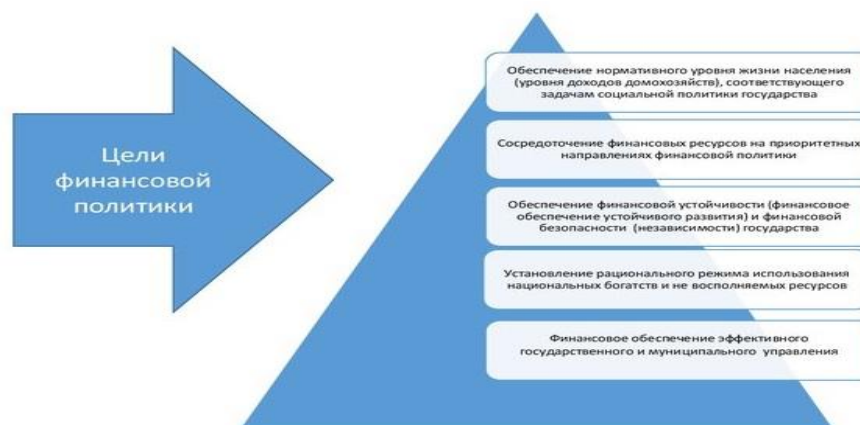 Цели
финансовой
политики
Обеспечение нормативного уровня жизни населения
(уровня доходов домохозяйств), соответствующего
задачам социальной политики государства
Сосредоточение финансовых ресурсов на приоритетных
направлениях финансовой политики
Обеспечение финансовой устойчивости (финансовое
обеспечение устойчивого развития) и финансовой
безопасности (независимости) государства
Установление рационального режима использования
национальных богатств и не восполняемых ресурсов
Финансовое обеспечение эффективного
государственного и муниципального управления